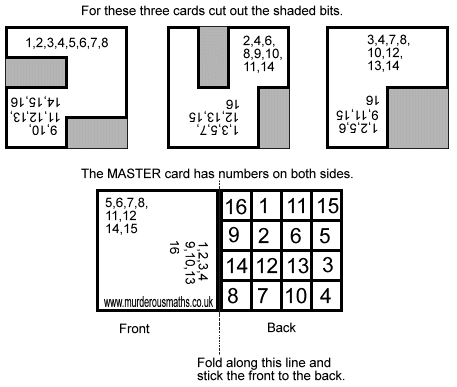 For these three cards cut out the shaded bits.
1,2,3,4,5,6,7,8
9,10,
11,12,13,
14,15,16
2,4,6,
8,9,10,
11,14
1,3,5,7,
12,13,15
16
3,4,7,8,
10,12,
13,14
1,2,5,6
9,11,15
16
The MASTER card has numbers on both sides.
5,6,7,8,
11,12
14,15
1,2,3,4
9,10,13
16
www.murderousmaths.co.uk
16 1 11 15
9 2 6 5
14 12 13 3
8 7 10 4
Front
Back
Fold along this line and
stick the front to the back.